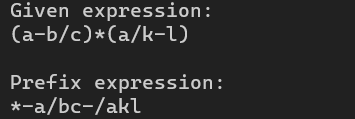 Given expression:
(a-b/c)*(a/k-l)
Prefix expression:
*-a/bc-/akl